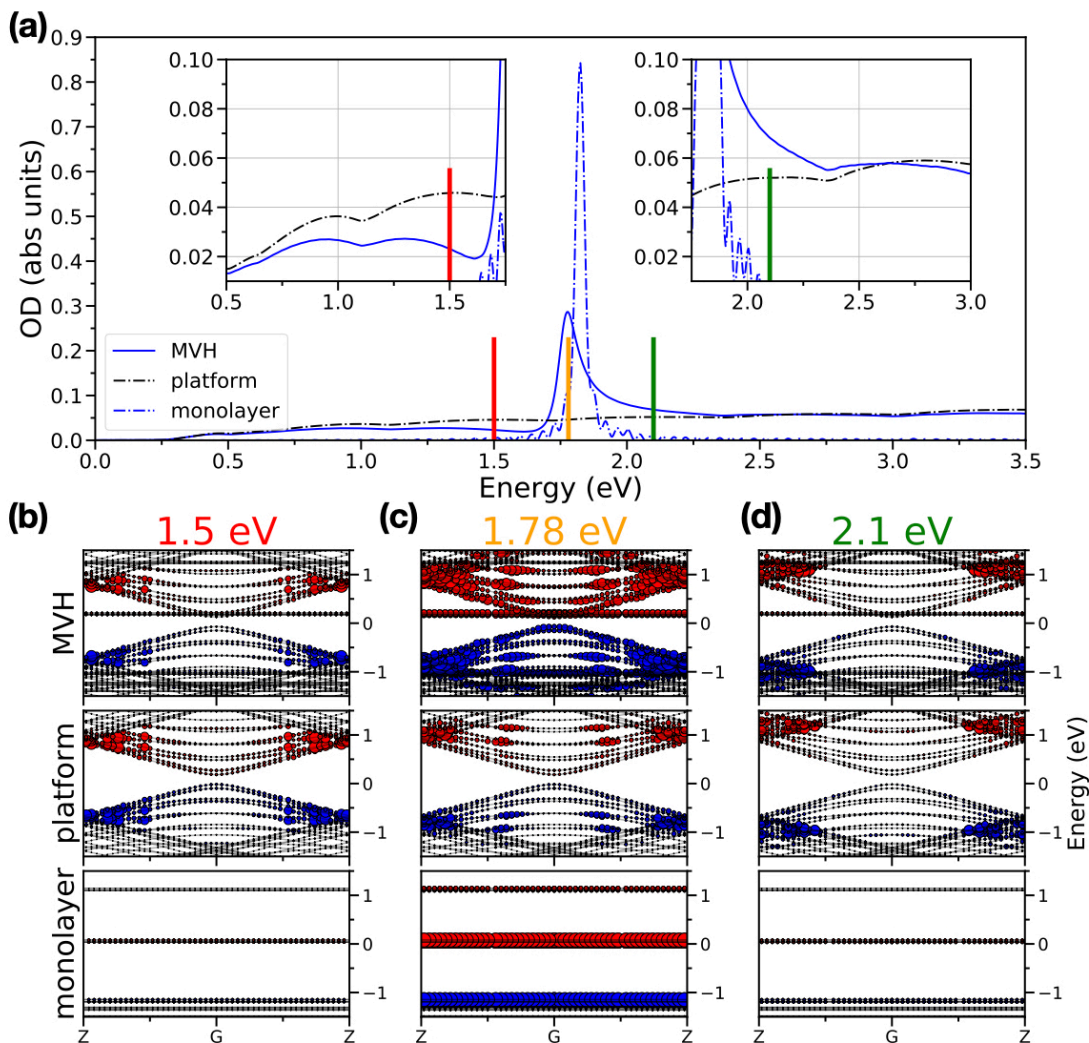 (a)
0.9
0.8
0.7
0.6
0.5
0.4
0.3
0.2
0.1
0.0
OD (abs units)
0.10
0.08
0.06
0.04
0.02
0.5 1.0 1.5
0.10
0.08
0.06
0.04
0.02
2.0 2.5 3.0
MVH
platform
monolayer
0.0 0.5 1.0 1.5 2.0 2.5 3.0 3.5
Energy (eV)
(b) 1.5 eV (c) 1.78 eV (d) 2.1 eV
MVH
1 1 1
0 0 0
−1 −1 −1
platform
1 1 1
0 0 0
−1 −1 −1
Energy (eV)
monolayer
1 1 1
0 0 0
−1 −1 −1
Z G Z Z G Z Z G Z